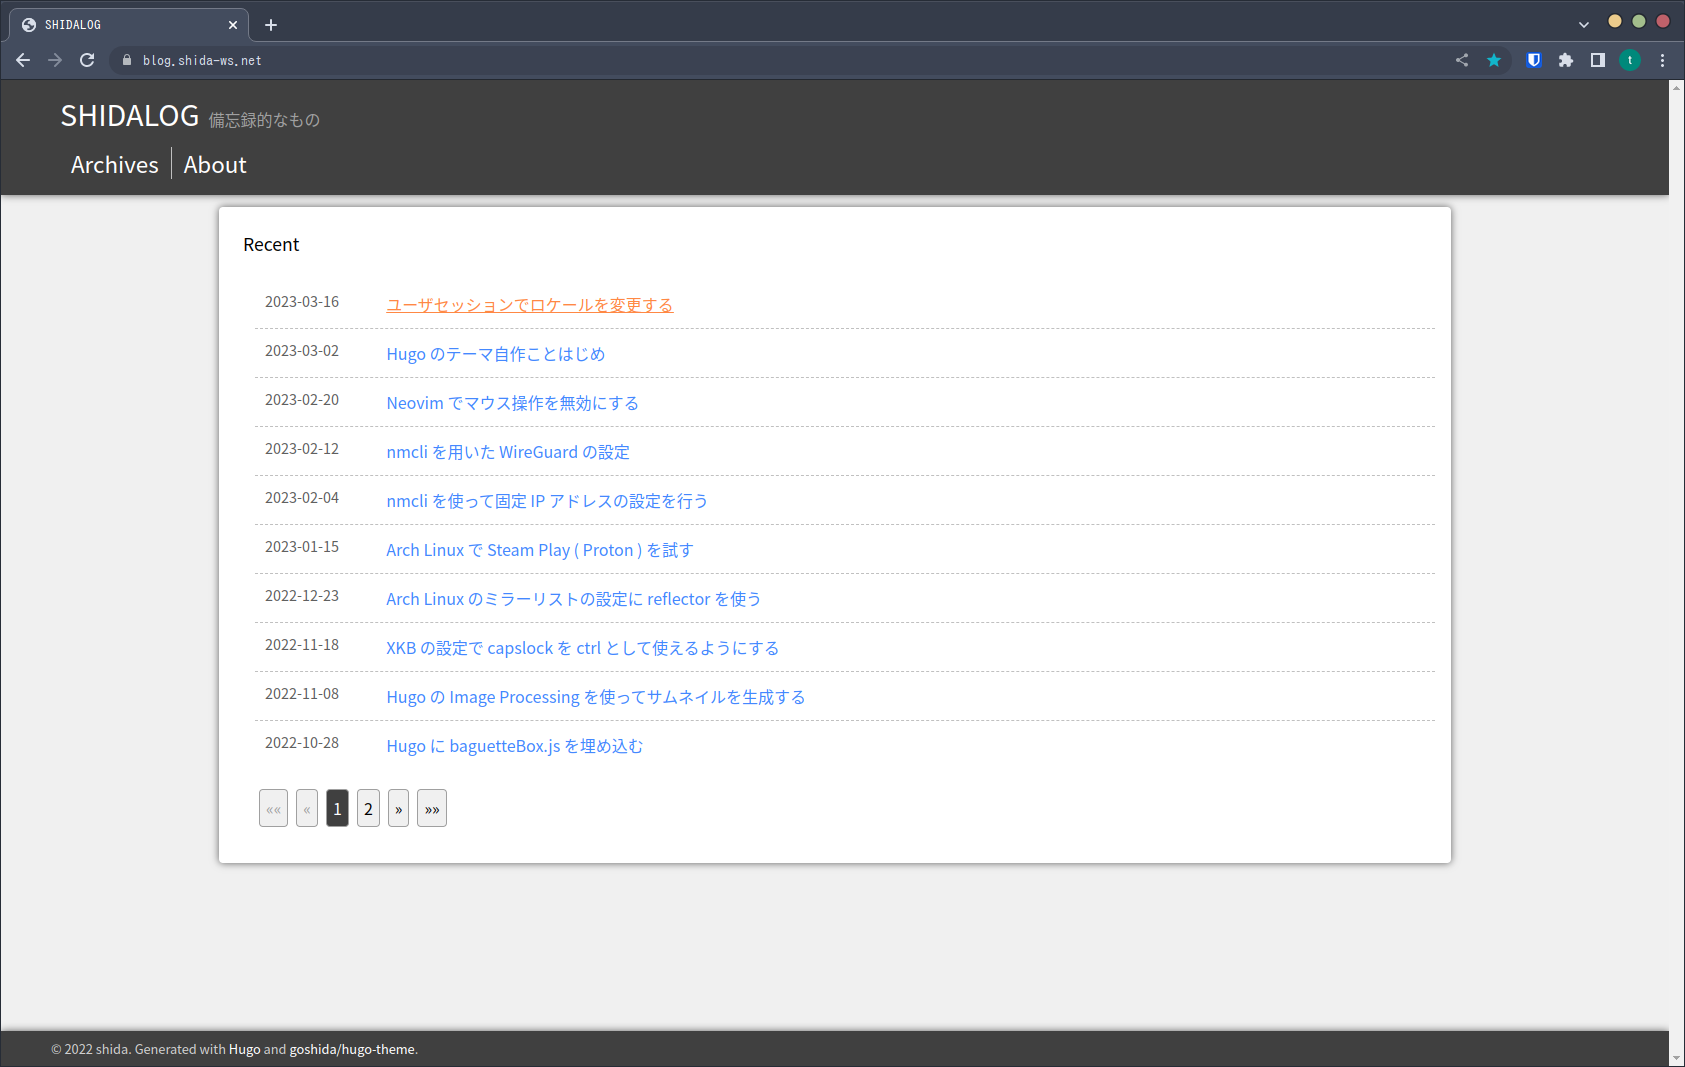 SHIDALOG
blog.shida-ws.net
t
SHIDALOG 備忘録的なもの
Archives About
Recent
2023-03-16 ユーザセッションでロケールを変更する
2023-03-02 Hugo のテーマ自作ことはじめ
2023-02-20 Neovim でマウス操作を無効にする
2023-02-12 nmcli を用いた WireGuard の設定
2023-02-04 nmcli を使って固定 IP アドレスの設定を行う
2023-01-15 Arch Linux で Steam Play ( Proton ) を試す
2022-12-23 Arch Linux のミラーリストの設定に reflector を使う
2022-11-18 XKB の設定で capslock を ctrl として使えるようにする
2022-11-08 Hugo の Image Processing を使ってサムネイルを生成する
2022-10-28 Hugo に baguetteBox.js を埋め込む
«« « 1 2 » »»
© 2022 shida. Generated with Hugo and goshida/hugo-theme.